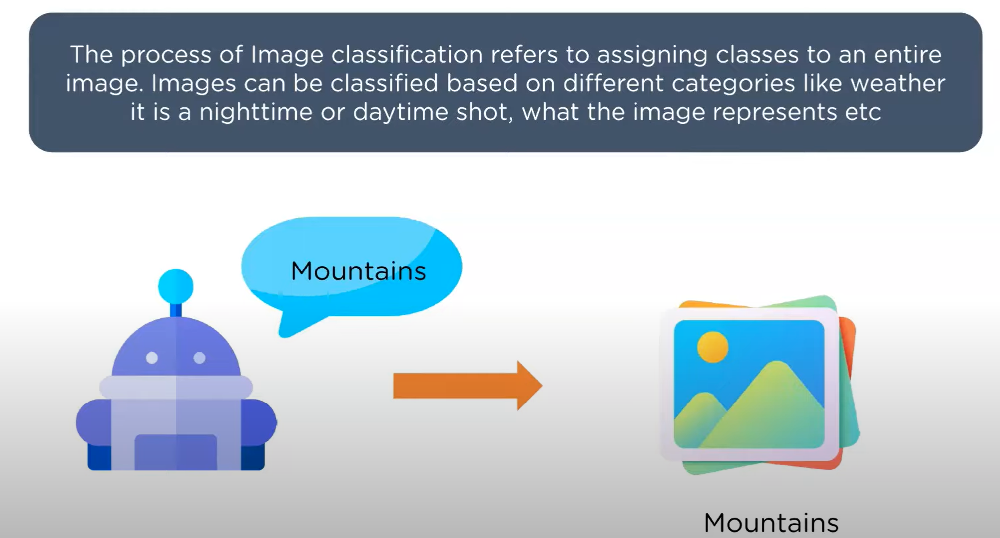 The process of Image classification refers to assigning classes to an entire
image. Images can be classified based on different categories like weather
it is a nighttime or daytime shot, what the image represents etc
Mountains
Mountains